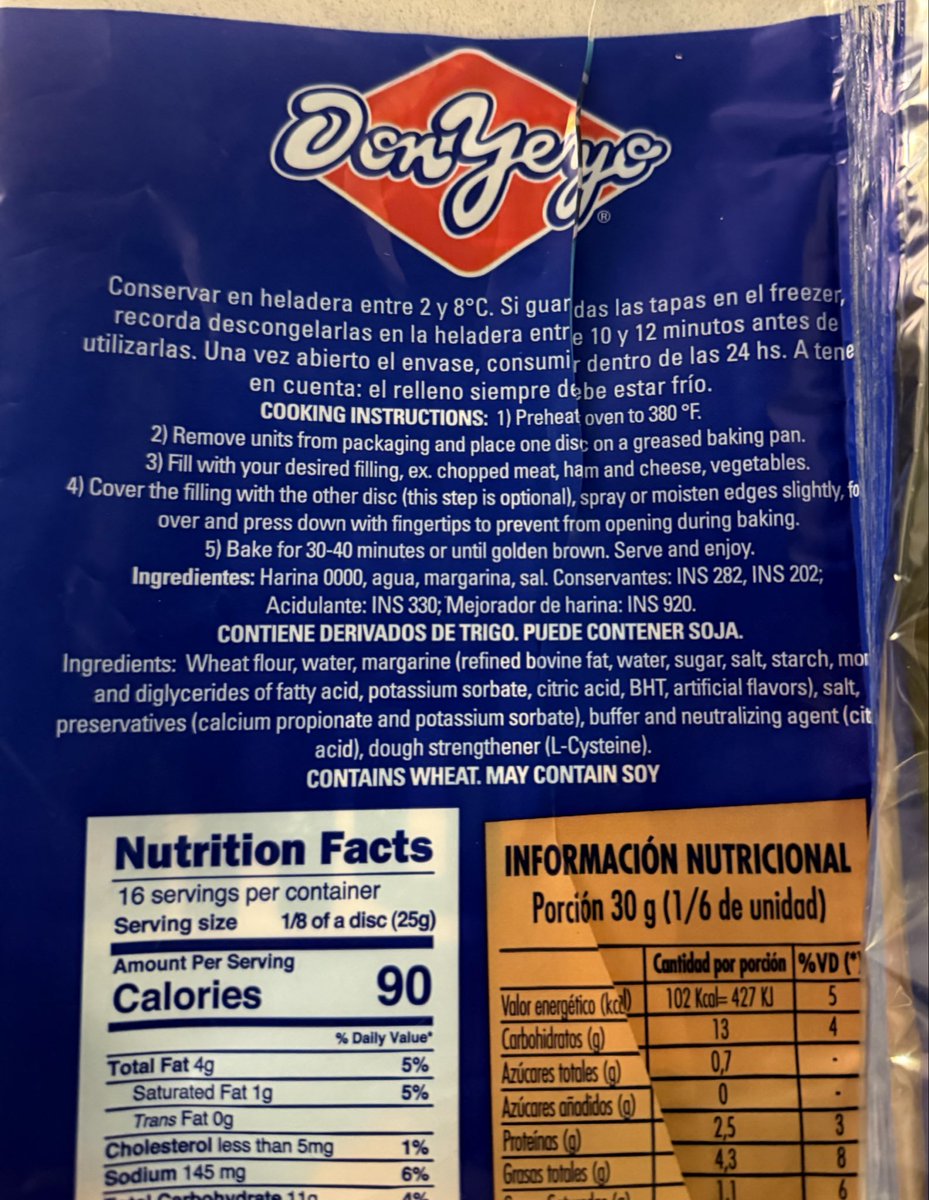 Don Yeyo
®
Conservar en heladera entre 2 y 8°C. Si guardas las tapas en el freezer,
recorda descongelarlas en la heladera entre 10 y 12 minutos antes de
utilizarlas. Una vez abierto el envase, consumir dentro de las 24 hs. A tene
en cuenta: el relleno siempre debe estar frío.
COOKING INSTRUCTIONS: 1) Preheat oven to 380 °F.
2) Remove units from packaging and place one disc on a greased baking pan.
3) Fill with your desired filling, ex. chopped meat, ham and cheese, vegetables.
4) Cover the filling with the other disc (this step is optional), spray or moisten edges slightly, fo
over and press down with fingertips to prevent from opening during baking.
5) Bake for 30-40 minutes or until golden brown. Serve and enjoy.
Ingredientes: Harina 0000, agua, margarina, sal. Conservantes: INS 282, INS 202;
Acidulante: INS 330; Mejorador de harina: INS 920.
CONTIENE DERIVADOS DE TRIGO. PUEDE CONTENER SOJA.
Ingredients: Wheat flour, water, margarine (refined bovine fat, water, sugar, salt, starch, mon
and diglycerides of fatty acid, potassium sorbate, citric acid, BHT, artificial flavors), salt,
preservatives (calcium propionate and potassium sorbate), buffer and neutralizing agent (cit
acid), dough strengthener (L-Cysteine).
CONTAINS WHEAT. MAY CONTAIN SOY
Nutrition Facts
16 servings per container
Serving size 1/8 of a disc (25g)
Amount Per Serving
Calories 90
% Daily Value*
Total Fat 4g 5%
Saturated Fat 1g 5%
Trans Fat 0g
Cholesterol less than 5mg 1%
Sodium 145 mg 6%
Total Carbohydrate 11g 4%
INFORMACIÓN NUTRICIONAL
Porción 30 g (1/6 de unidad)
Cantidad por porción %VD (*)
Valor energético (kcal) 102 Kcal= 427 KJ 5
Carbohidratos (g) 13 4
Azúcares totales (g) 0,7 -
Azúcares añadidos (g) 0 -
Proteínas (g) 2,5 3
Grasas totales (g) 4,3 8
1,1 6